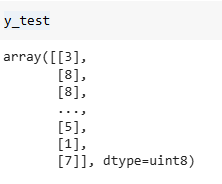 y_test
array([[3],
[8],
[8],
...,
[5],
[1],
[7]], dtype=uint8)